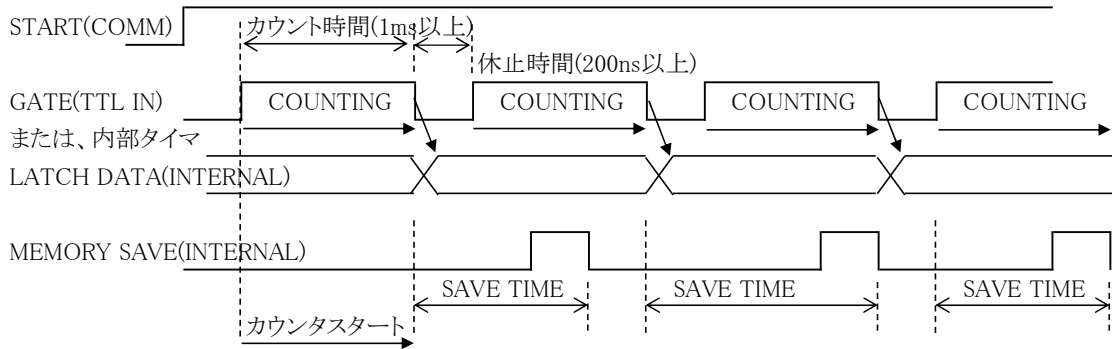 START(COMM)
カウント時間(1ms以上)
休止時間(200ns以上)
GATE(TTL IN)
COUNTING
COUNTING
COUNTING
COUNTING
または、内部タイマ
LATCH DATA(INTERNAL)
MEMORY SAVE(INTERNAL)
SAVE TIME
SAVE TIME
SAVE TIME
カウンタスタート